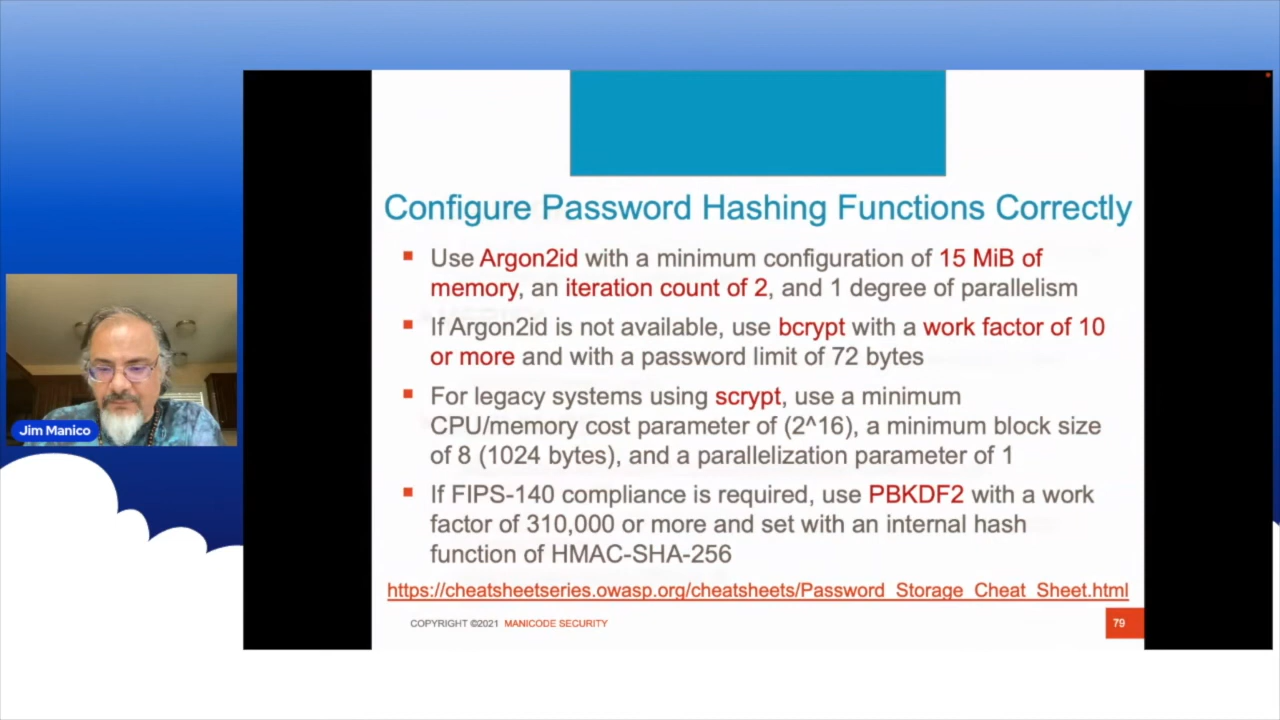 Configure Password Hashing Functions Correctly
Use Argon2id with a minimum configuration of 15 MiB of
memory, an iteration count of 2, and 1 degree of parallelism
If Argon2id is not available, use bcrypt with a work factor of 10
or more and with a password limit of 72 bytes
For legacy systems using scrypt, use a minimum
CPU/memory cost parameter of (2^16), a minimum block size
of 8 (1024 bytes), and a parallelization parameter of 1
If FIPS-140 compliance is required, use PBKDF2 with a work
factor of 310,000 or more and set with an internal hash
function of HMAC-SHA-256
https://cheatsheetseries.owasp.org/cheatsheets/Password_Storage_Cheat_Sheet.html
COPYRIGHT ©2021 MANICODE SECURITY
79
Jim Manico